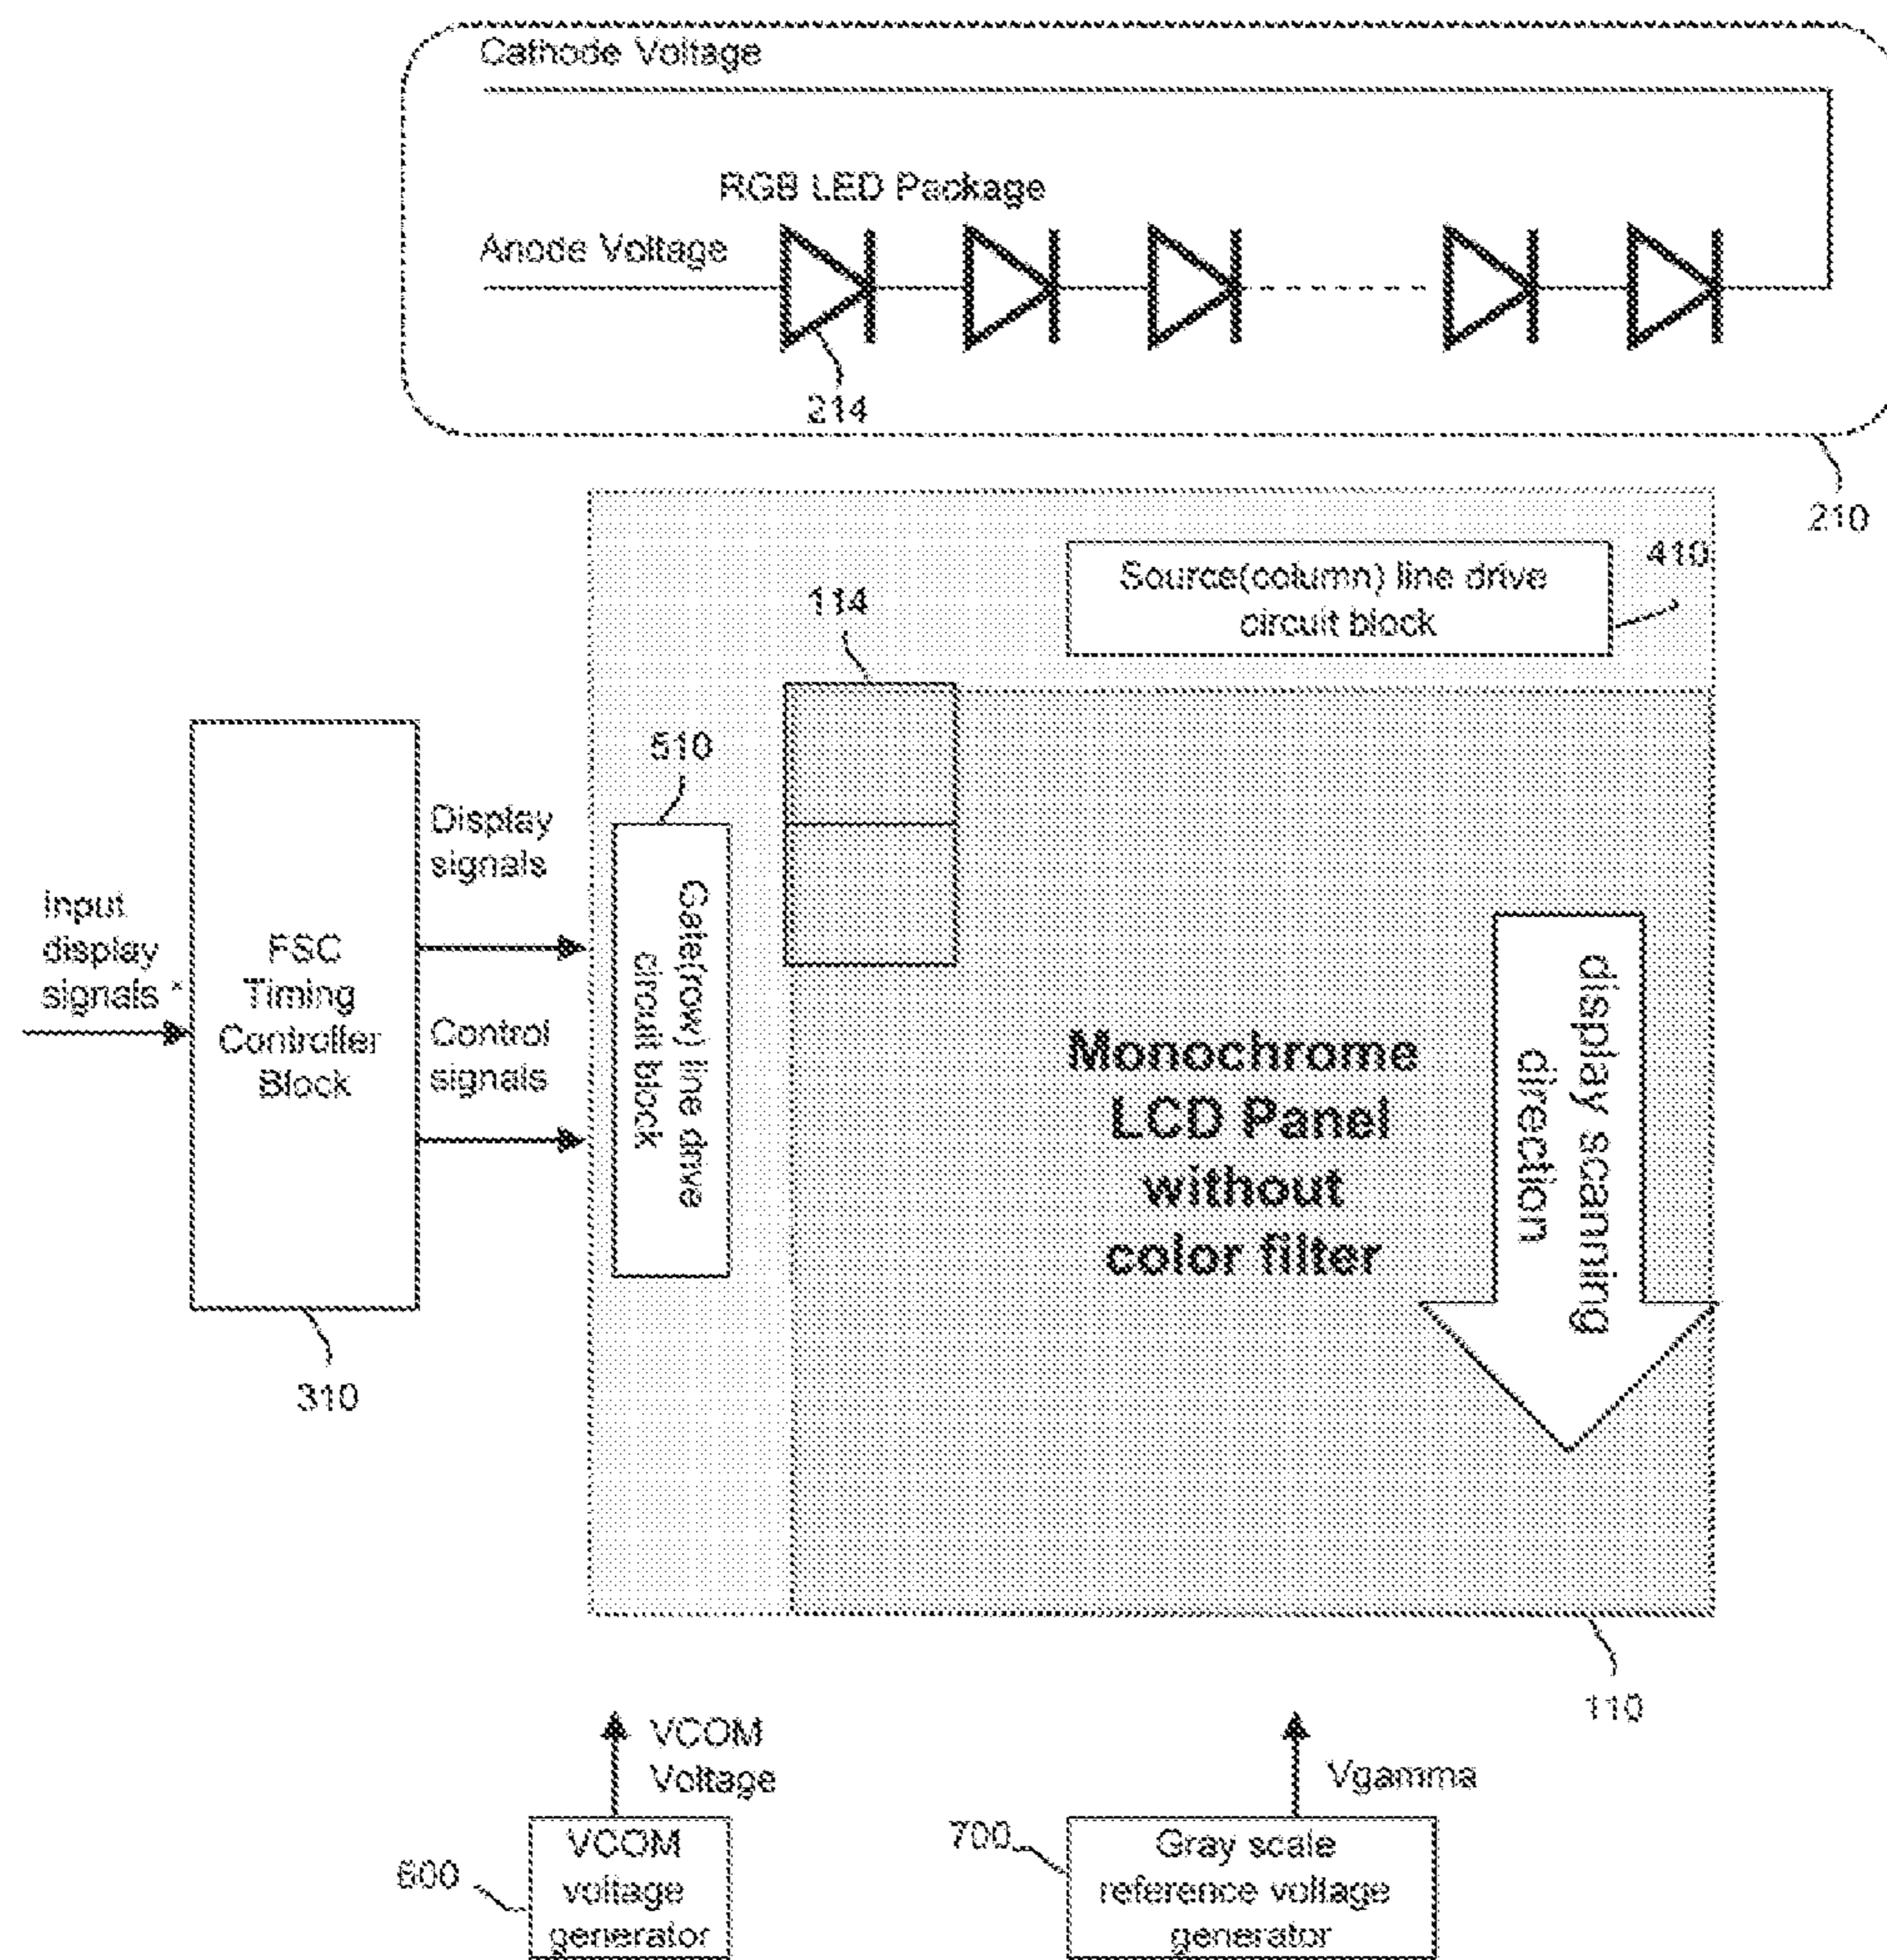 Cathode Voltage
RGB LED Package
Anode Voltage
214
210
Source(column) line drive
circuit block
410
114
510
Gate(row) line drive
circuit block
Display
signals
Input
display
signals
FSC
Timing
Controller
Block
Control
signals
310
Monochrome
LCD Panel
without
color filter
display scanning
direction
110
VCOM
Voltage
Vgamma
600
VCOM
voltage
generator
700
Gray scale
reference voltage
generator